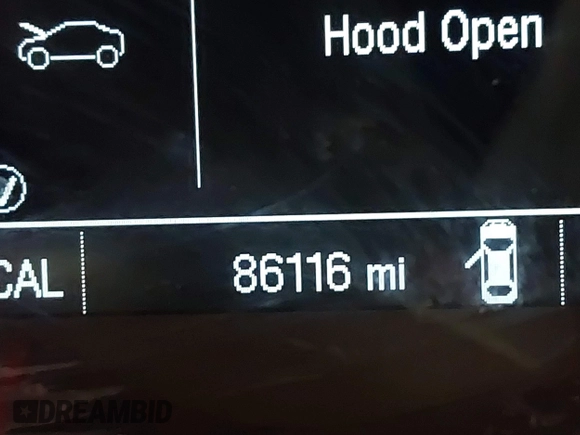 Hood Open
CAL
86116 mi
DREAMBID